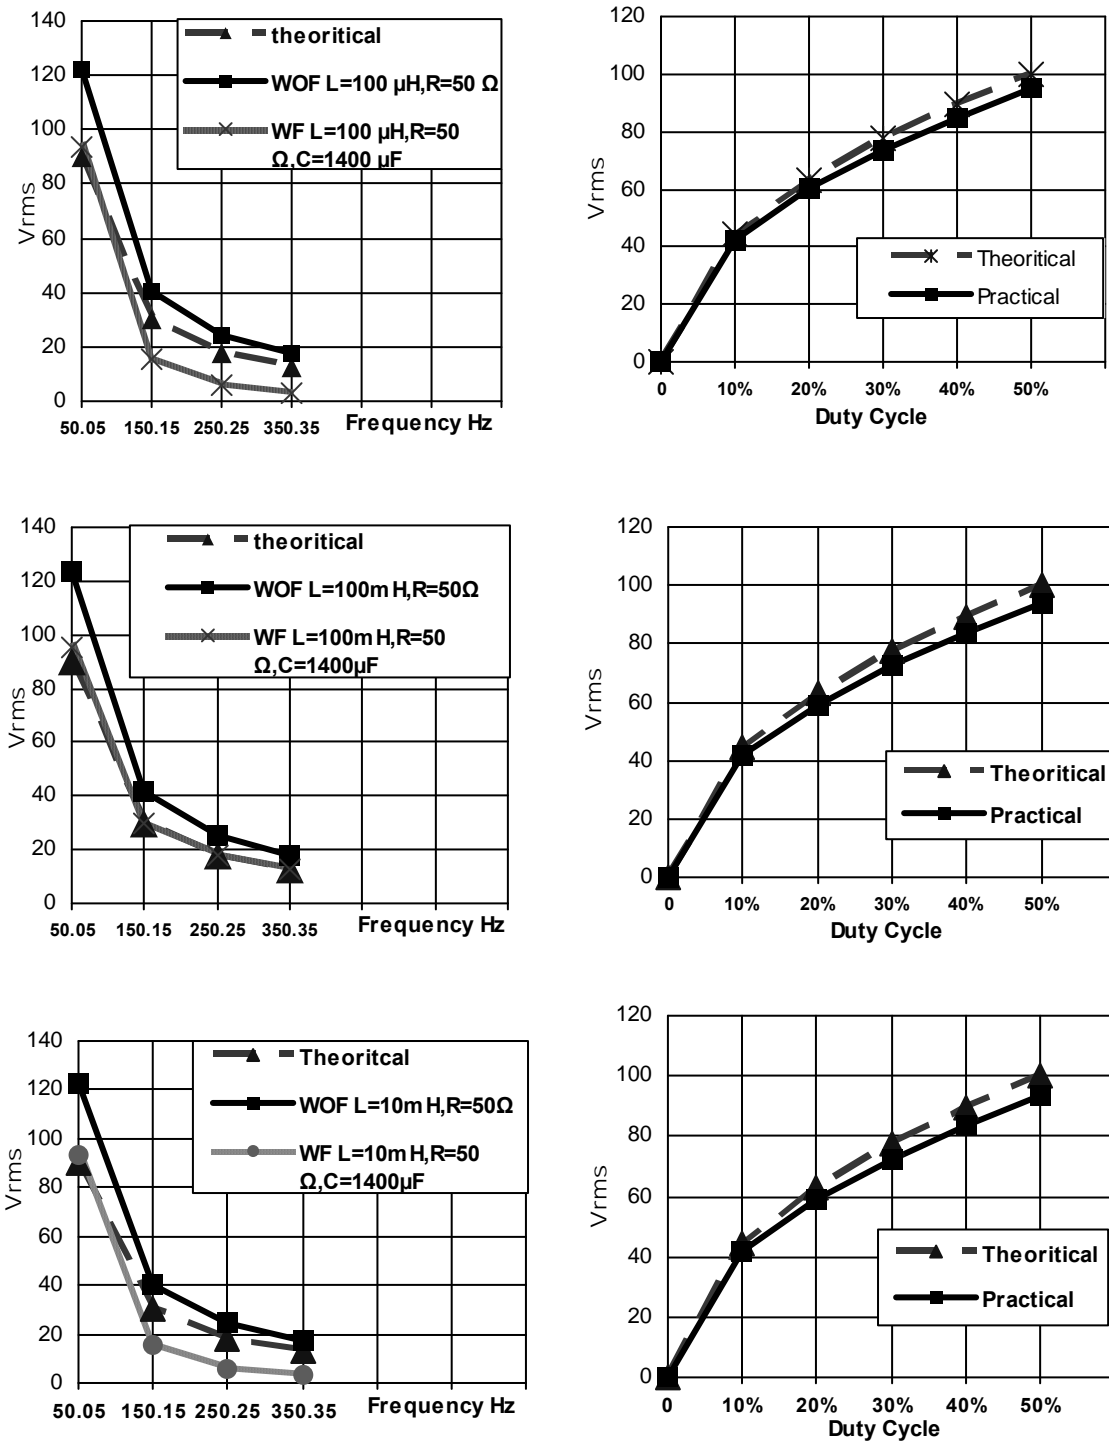 140
120
100
80
60
40
20
0
Vrms
theoritical
WOF L=100 µH,R=50 Ω
WF L=100 µH,R=50
Ω,C=1400 µF
50.05 150.15 250.25 350.35 Frequency Hz
120
100
80
60
40
20
0
Vrms
Theoritical
Practical
0 10% 20% 30% 40% 50%
Duty Cycle
140
120
100
80
60
40
20
0
Vrms
theoritical
WOF L=100m H,R=50Ω
WF L=100m H,R=50
Ω,C=1400µF
50.05 150.15 250.25 350.35 Frequency Hz
120
100
80
60
40
20
0
Vrms
Theoritical
Practical
0 10% 20% 30% 40% 50%
Duty Cycle
140
120
100
80
60
40
20
0
Vrms
Theoritcal
WOF L=10m H,R=50Ω
WF L=10m H,R=50
Ω,C=1400µF
50.05 150.15 250.25 350.35 Frequency Hz
120
100
80
60
40
20
0
Vrms
Theoritical
Practical
0 10% 20% 30% 40% 50%
Duty Cycle